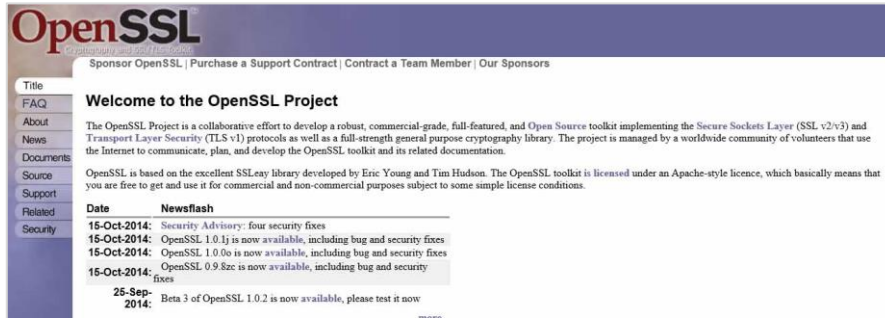 OpenSSL
Cryptography and SSL/TLS Toolkit
Sponsor OpenSSL | Purchase a Support Contract | Contract a Team Member | Our Sponsors
Title
FAQ
About
News
Documents
Source
Support
Related
Security
Welcome to the OpenSSL Project
The OpenSSL Project is a collaborative effort to develop a robust, commercial-grade, full-featured, and Open Source toolkit implementing the Secure Sockets Layer (SSL v2/v3) and
Transport Layer Security (TLS v1) protocols as well as a full-strength general purpose cryptography library. The project is managed by a worldwide community of volunteers that use
the Internet to communicate, plan, and develop the OpenSSL toolkit and its related documentation.
OpenSSL is based on the excellent SSLeay library developed by Eric Young and Tim Hudson. The OpenSSL toolkit is licensed under an Apache-style licence, which basically means that
you are free to get and use it for commercial and non-commercial purposes subject to some simple license conditions.
Date Newsflash
15-Oct-2014: Security Advisory: four security fixes
15-Oct-2014: OpenSSL 1.0.1j is now available, including bug and security fixes
15-Oct-2014: OpenSSL 1.0.0o is now available, including bug and security fixes
15-Oct-2014: OpenSSL 0.9.8zc is now available, including bug and security
fixes
25-Sep-
2014: Beta 3 of OpenSSL 1.0.2 is now available, please test it now
more...